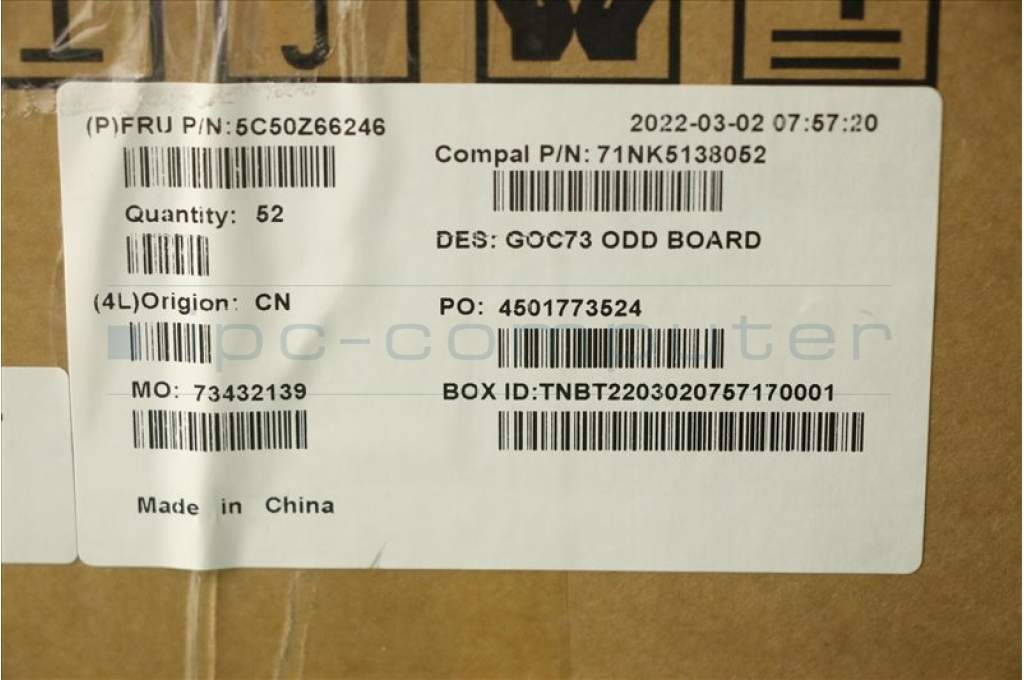 (P)FRU P/N:5C50Z66246
2022-03-02 07:57:20
Compal P/N: 71NK5138052
Quantity: 52
DES: GOC73 ODD BOARD
(4L)Origion: CN
PO: 4501773524
pc-computer
MO: 73432139
BOX ID:TNBT2203020757170001
Made in China